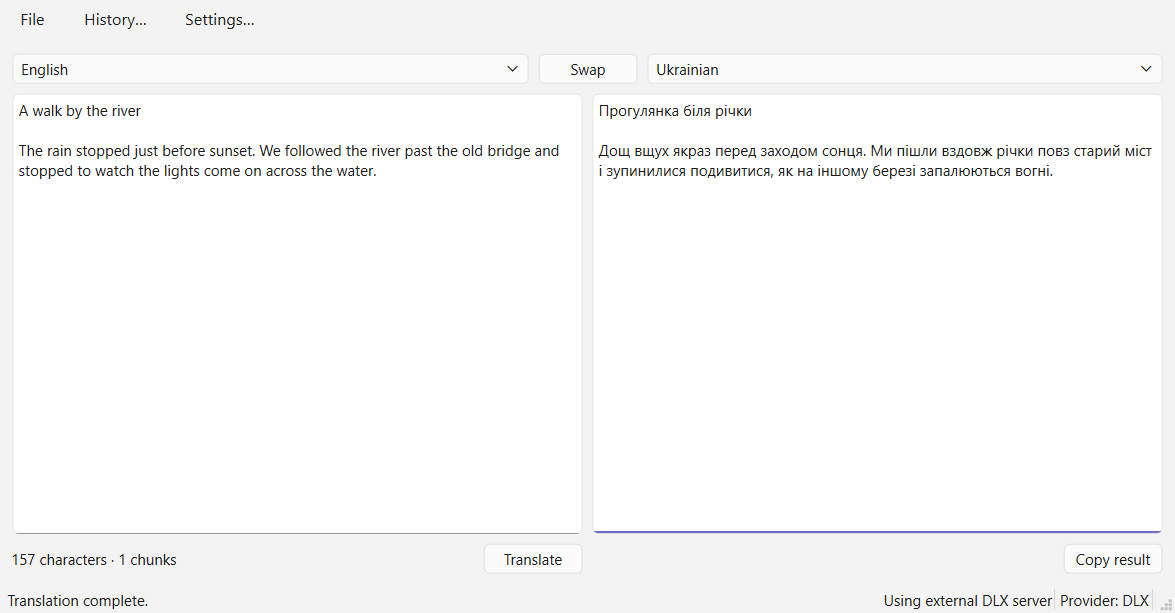 File History... Settings...
English Swap Ukrainian
A walk by the river
The rain stopped just before sunset. We followed the river past the old bridge and
stopped to watch the lights come on across the water.
Прогулянка біля річки
Дощ вщух якраз перед заходом сонця. Ми пішли вздовж річки повз старий міст
і зупинилися подивитися, як на іншому березі запалюються вогні.
157 characters · 1 chunks Translate Copy result
Translation complete. Using external DLX server Provider: DLX